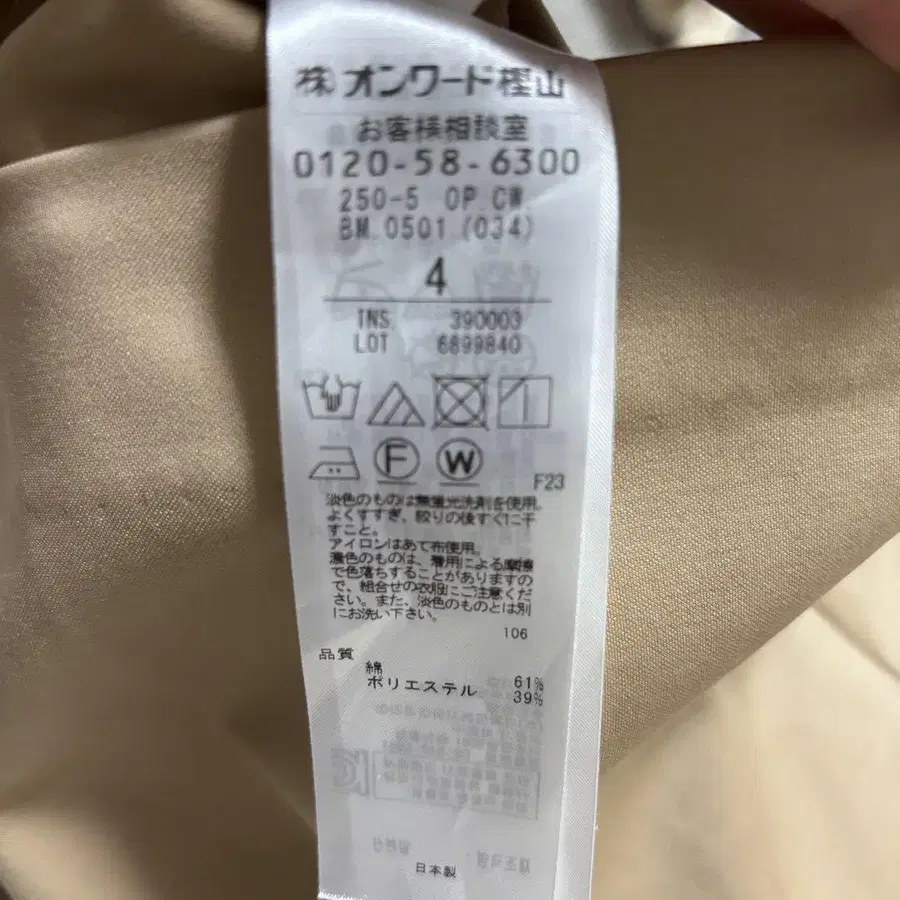 ㈱オンワード樫山
お客様相談室
0120-58-6300
250-5 OP.CW.
BM.0501 (034)
4
INS. 390003
LOT 6899840
F W F23
淡色のものは無蛍光洗剤を使用。
よくすすぎ、絞りの後すぐに干
すこと。
アイロンはあて布使用。
濃色のものは、着用による摩擦
で色落ちすることがありますの
で、組合せの衣服にご注意くだ
さい。また、淡色のものとは別
にお洗い下さい。
106
品質
綿 61%
ポリエステル 39%
日本製